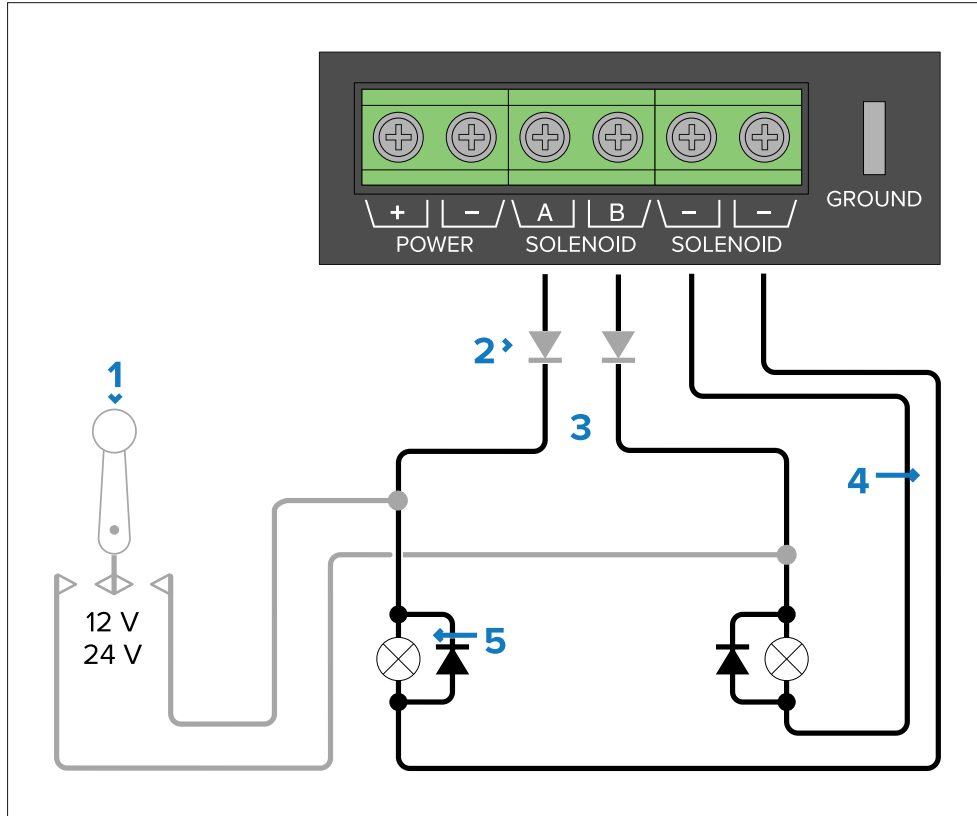 GROUND
+ − A B − −
POWER SOLENOID SOLENOID
2
1
3
4
12 V
24 V
5